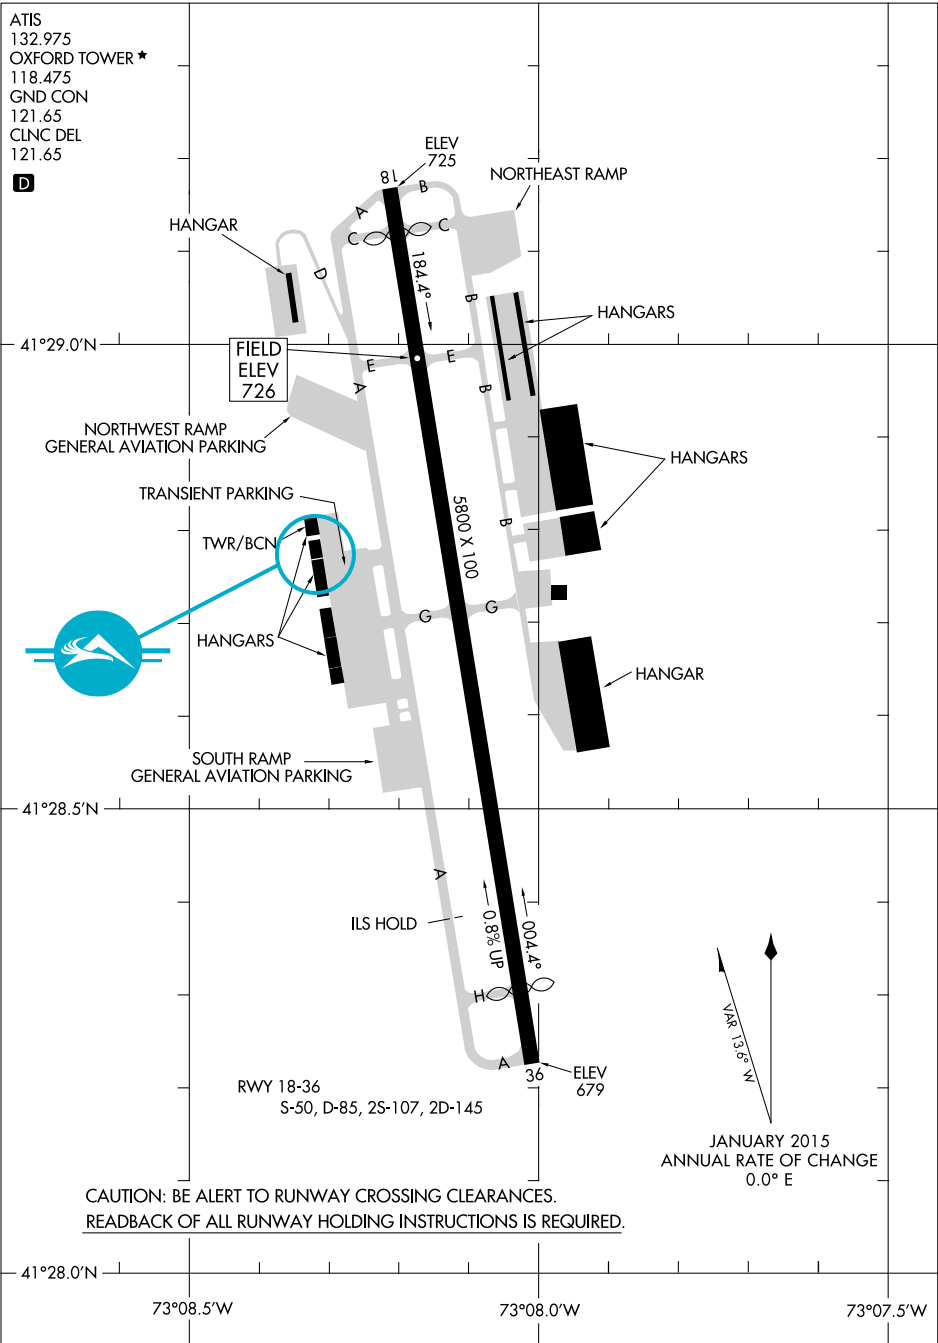 ATIS
132.975
OXFORD TOWER ★
118.475
GND CON
121.65
CLNC DEL
121.65
D
ELEV
725
18
B
NORTHEAST RAMP
A
HANGAR
C
C
D
184.4°
B
HANGARS
41°29.0'N
FIELD
ELEV
726
E
E
A
B
NORTHWEST RAMP
GENERAL AVIATION PARKING
HANGARS
TRANSIENT PARKING
5800 X 100
B
TWR/BCN
G
G
HANGARS
HANGAR
SOUTH RAMP
GENERAL AVIATION PARKING
41°28.5'N
A
ILS HOLD
0.8% UP
004.4°
H
VAR 13.6° W
A
36
ELEV
679
RWY 18-36
S-50, D-85, 2S-107, 2D-145
JANUARY 2015
ANNUAL RATE OF CHANGE
0.0° E
CAUTION: BE ALERT TO RUNWAY CROSSING CLEARANCES.
READBACK OF ALL RUNWAY HOLDING INSTRUCTIONS IS REQUIRED.
41°28.0'N
73°08.5'W
73°08.0'W
73°07.5'W